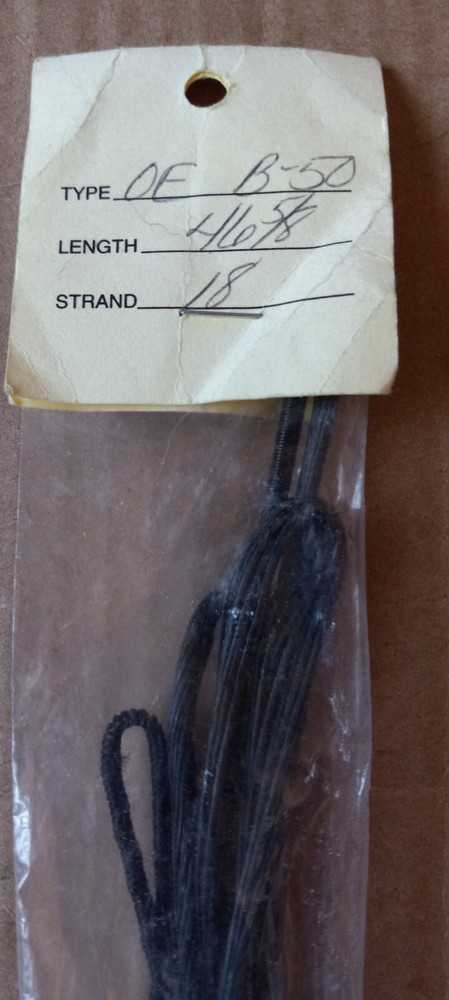 TYPE OE B-50
LENGTH 46 5/8
STRAND 18